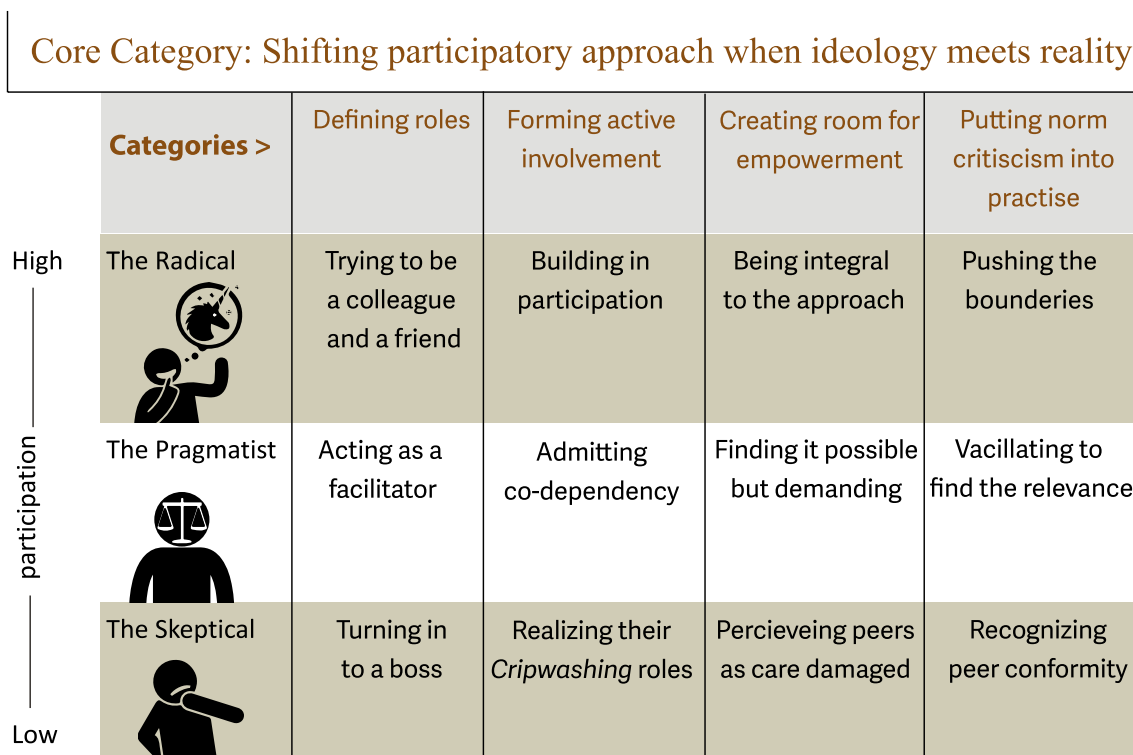 Core Category: Shifting participatory approach when ideology meets reality
Categories >
Defining roles
Forming active
involvement
Creating room for
empowerment
Putting norm
critiscism into
practise
High
participation
Low
The Radical
Trying to be
a colleague
and a friend
Building in
participation
Being integral
to the approach
Pushing the
bounderies
The Pragmatist
Acting as a
facilitator
Admitting
co-dependency
Finding it possible
but demanding
Vacillating to
find the relevance
The Skeptical
Turning in
to a boss
Realizing their
Cripwashing roles
Percieveing peers
as care damaged
Recognizing
peer conformity